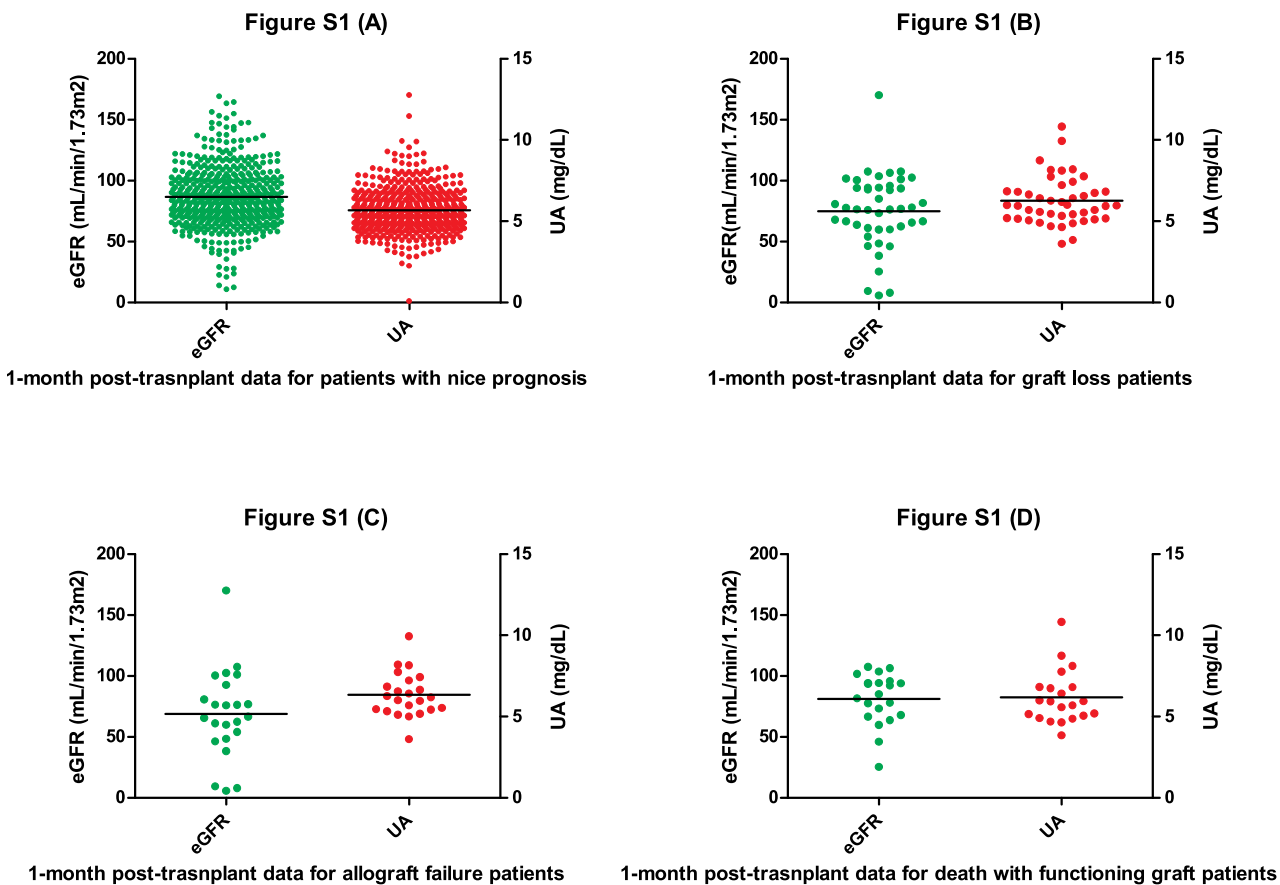 Figure S1 (A)
eGFR (mL/min/1.73m2)
200
150
100
50
0
15
10
5
0
UA (mg/dL)
eGFR
UA
1-month post-trasnplant data for patients with nice prognosis
Figure S1 (B)
eGFR(mL/min/1.73m2)
200
150
100
50
0
15
10
5
0
UA (mg/dL)
eGFR
UA
1-month post-trasnplant data for graft loss patients
Figure S1 (C)
eGFR (mL/min/1.73m2)
200
150
100
50
0
15
10
5
0
UA (mg/dL)
eGFR
UA
1-month post-trasnplant data for allograft failure patients
Figure S1 (D)
eGFR (mL/min/1.73m2)
200
150
100
50
0
15
10
5
0
UA (mg/dL)
eGFR
UA
1-month post-trasnplant data for death with functioning graft patients